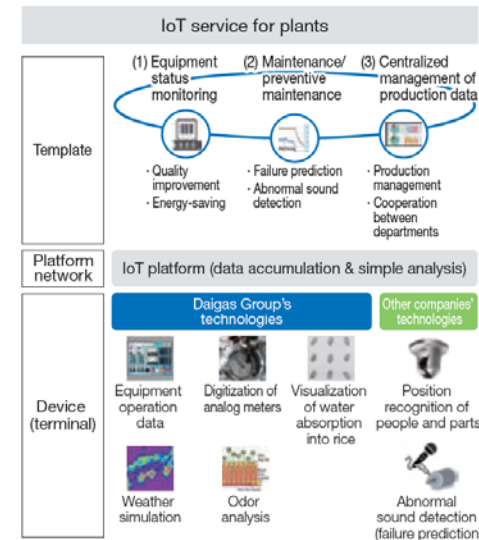 IoT service for plants
(1) Equipment
status
monitoring
(2) Maintenance/
preventive
maintenance
(3) Centralized
management of
production data
Template
· Quality
improvement
· Energy-saving
· Failure prediction
· Abnormal sound
detection
· Production
management
· Cooperation
between
departments
Platform
network
IoT platform (data accumulation & simple analysis)
Device
(terminal)
Daigas Group's
technologies
Other companies'
technologies
Equipment
operation
data
Digitization of
analog meters
Visualization
of water
absorption
into rice
Position
recognition of
people and parts
Weather
simulation
Odor
analysis
Abnormal
sound detection
(failure prediction)